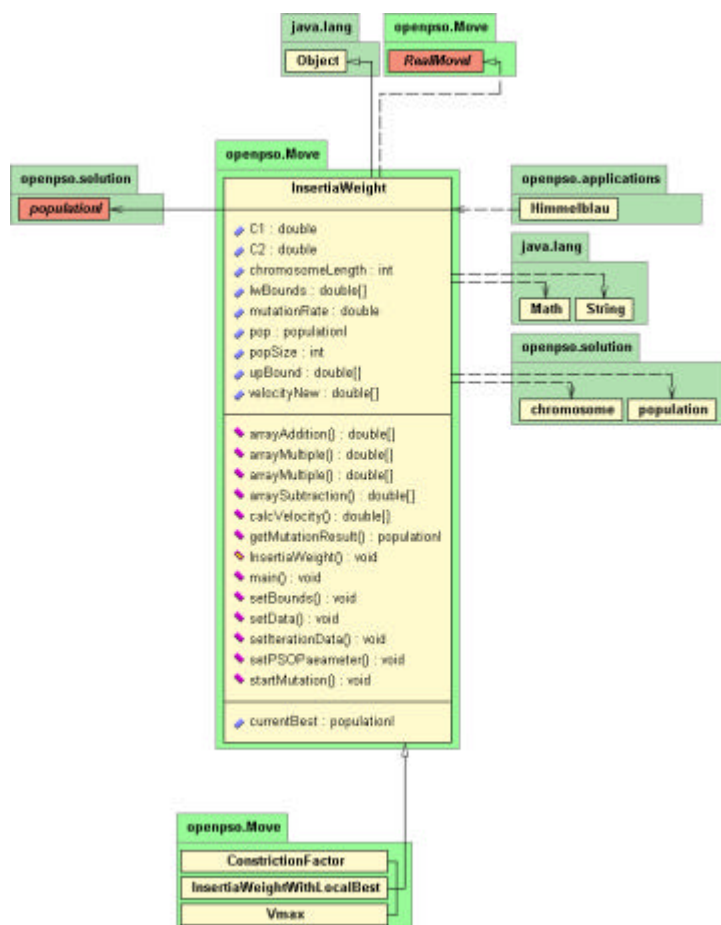 java.lang
Object
openpso.Move
RealMoveI
openpso.Move
InsertiaWeight
C1 : double
C2 : double
chromosomeLength : int
lwBounds : double[]
mutationRate : double
pop : populationI
popSize : int
upBound : double[]
velocityNew : double[]
arrayAddition() : double[]
arrayMultiple() : double[]
arrayMultiple() : double[]
arraySubtraction() : double[]
calcVelocity() : double[]
getMutationResult() : populationI
InsertiaWeight() : void
main() : void
setBounds() : void
setData() : void
setIterationData() : void
setPSOPaeameter() : void
startMutation() : void
currentBest : populationI
openpso.solution
populationI
openpso.applications
Himmelblau
java.lang
Math String
openpso.solution
chromosome population
openpso.Move
ConstrictionFactor
InsertiaWeightWithLocalBest
Vmax